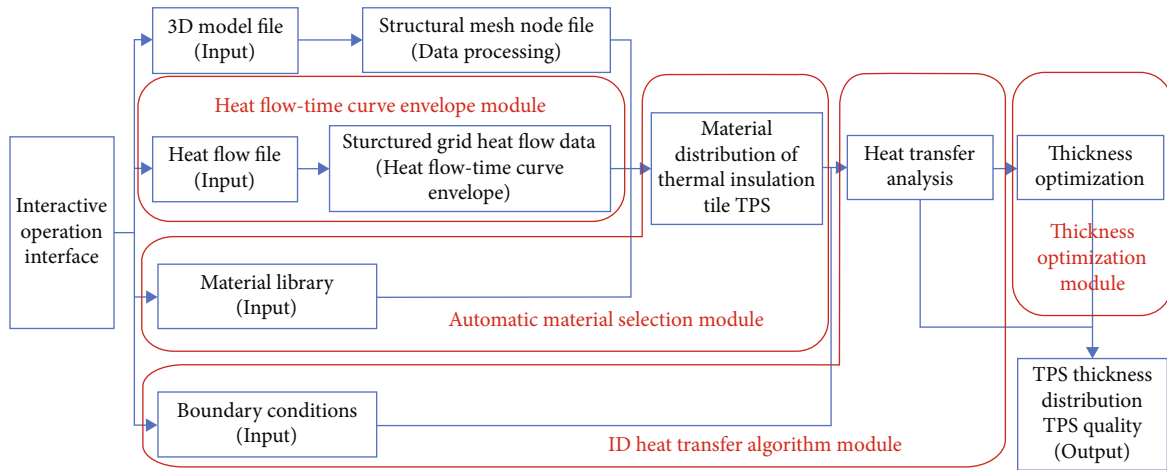 3D model file
(Input)
Structural mesh node file
(Data processing)
Heat flow-time curve envelope module
Heat flow file
(Input)
Sturctured grid heat flow data
(Heat flow-time curve
envelope)
Material
distribution of
thermal insulation
tile TPS
Heat transfer
analysis
Thickness
optimization
Interactive
operation
interface
Thickness
optimization
module
Material library
(Input)
Automatic material selection module
Boundary conditions
(Input)
ID heat transfer algorithm module
TPS thickness
distribution
TPS quality
(Output)